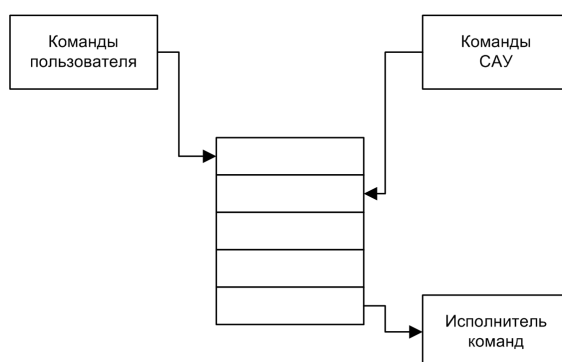 Команды
пользователя
Команды
САУ
Исполнитель
команд